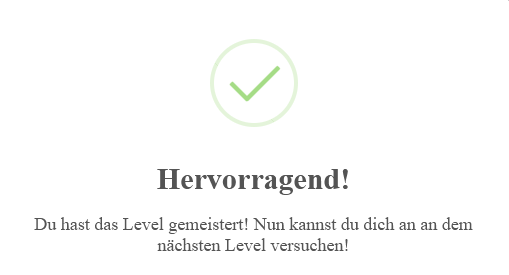 Hervorragend!
Du hast das Level gemeistert! Nun kannst du dich an an dem
nächsten Level versuchen!